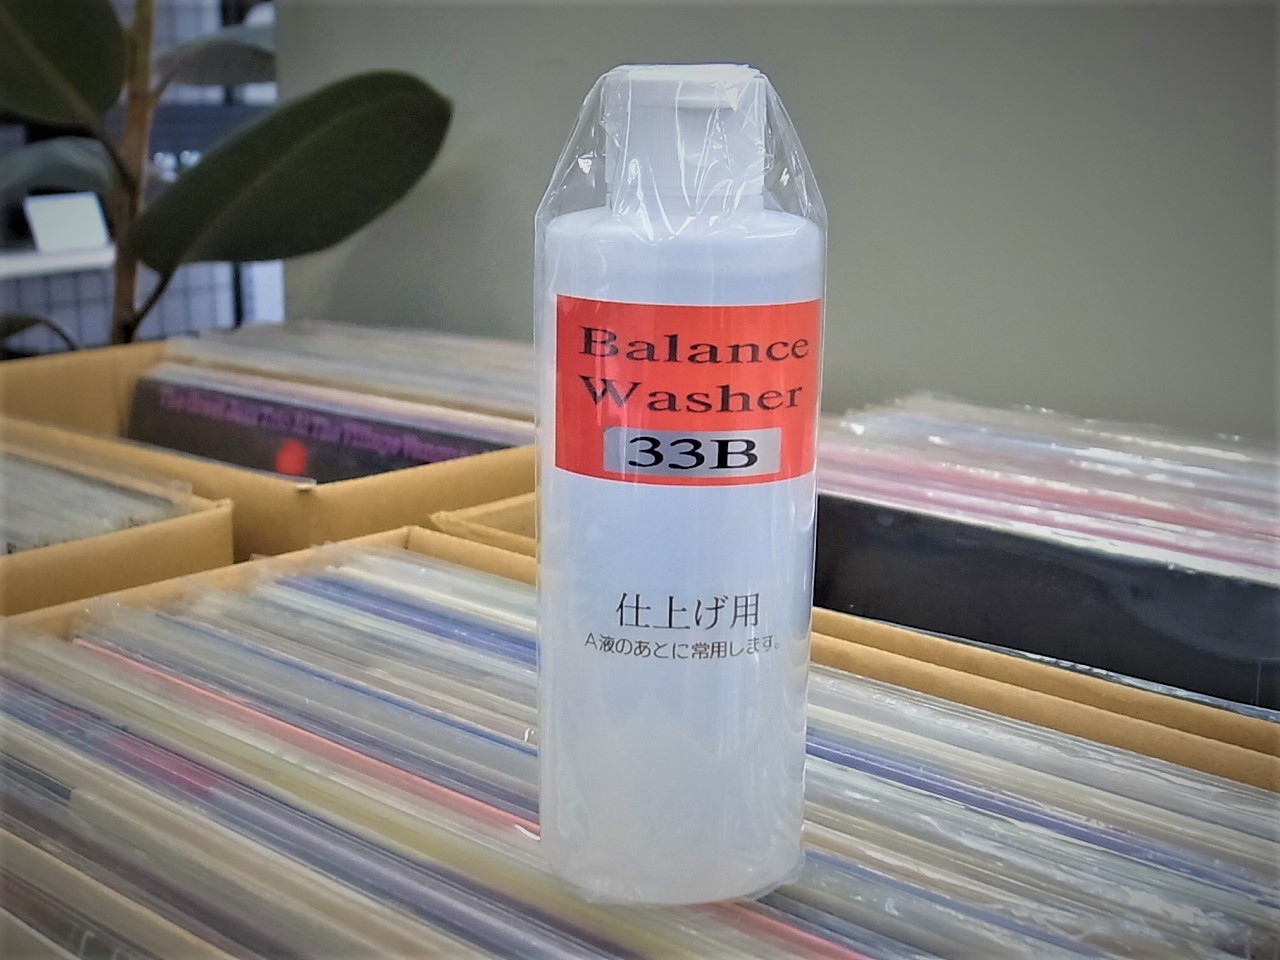 Balance
Washer
33B
仕上げ用
A液のあとに常用します。